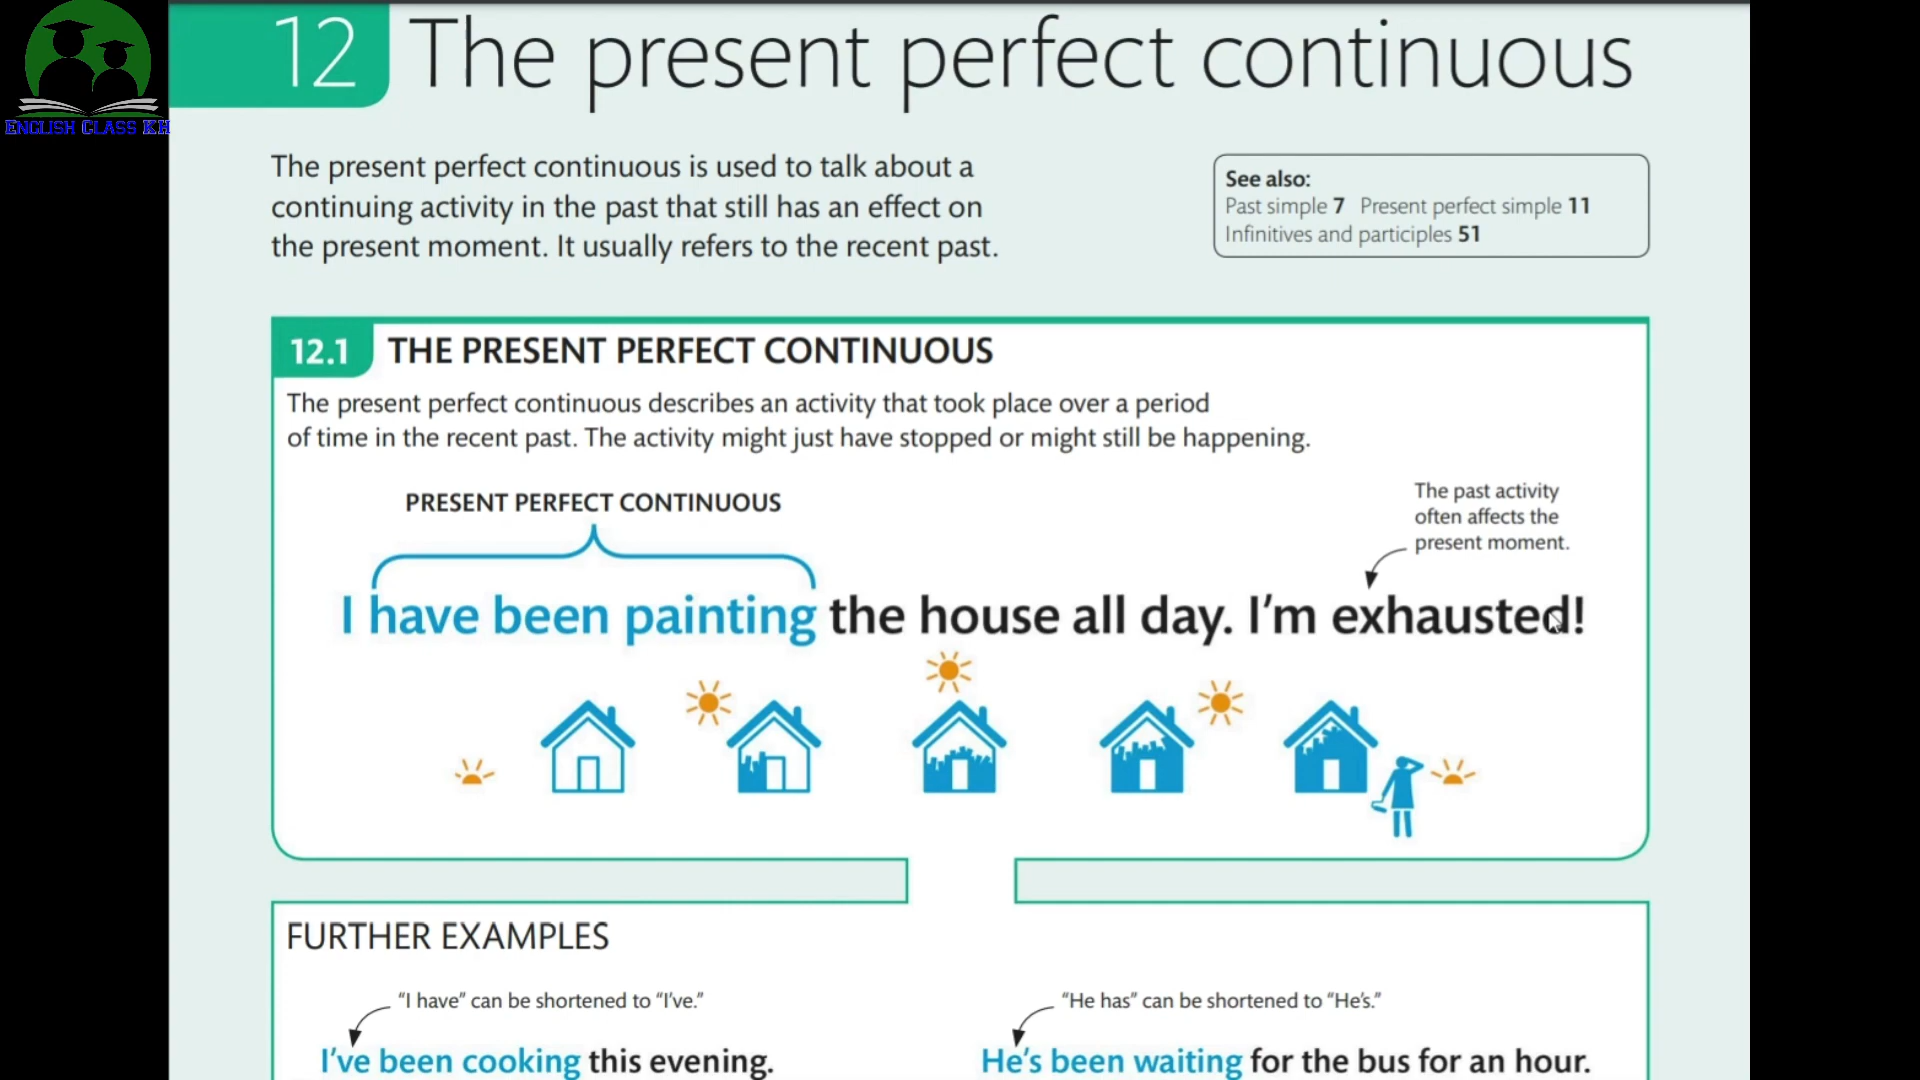 ENGLISH CLASS KH
12 The present perfect continuous
The present perfect continuous is used to talk about a
continuing activity in the past that still has an effect on
the present moment. It usually refers to the recent past.
See also:
Past simple 7 Present perfect simple 11
Infinitives and participles 51
12.1 THE PRESENT PERFECT CONTINUOUS
The present perfect continuous describes an activity that took place over a period
of time in the recent past. The activity might just have stopped or might still be happening.
PRESENT PERFECT CONTINUOUS
The past activity
often affects the
present moment.
I have been painting the house all day. I’m exhausted!
FURTHER EXAMPLES
“I have” can be shortened to “I’ve.”
I’ve been cooking this evening.
“He has” can be shortened to “He’s.”
He’s been waiting for the bus for an hour.